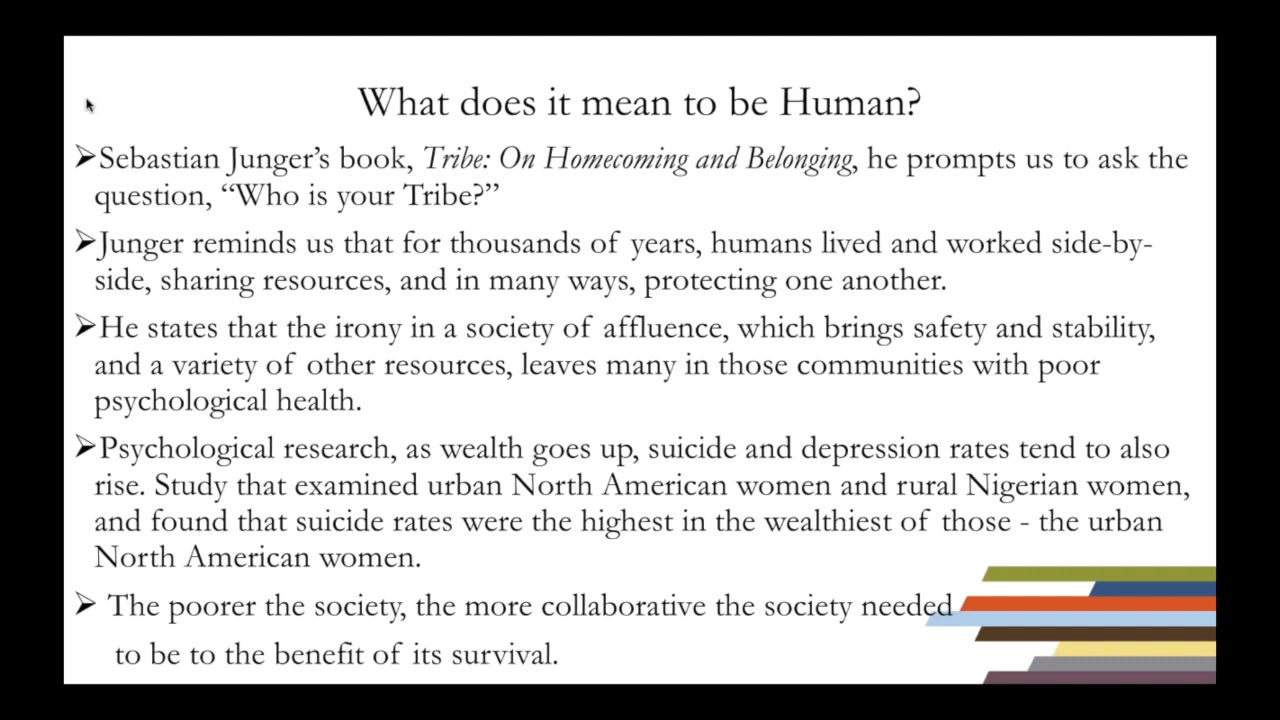 What does it mean to be Human?
➢Sebastian Junger’s book, Tribe: On Homecoming and Belonging, he prompts us to ask the
question, “Who is your Tribe?”
➢Junger reminds us that for thousands of years, humans lived and worked side-by-
side, sharing resources, and in many ways, protecting one another.
➢He states that the irony in a society of affluence, which brings safety and stability,
and a variety of other resources, leaves many in those communities with poor
psychological health.
➢Psychological research, as wealth goes up, suicide and depression rates tend to also
rise. Study that examined urban North American women and rural Nigerian women,
and found that suicide rates were the highest in the wealthiest of those - the urban
North American women.
➢ The poorer the society, the more collaborative the society needed
to be to the benefit of its survival.